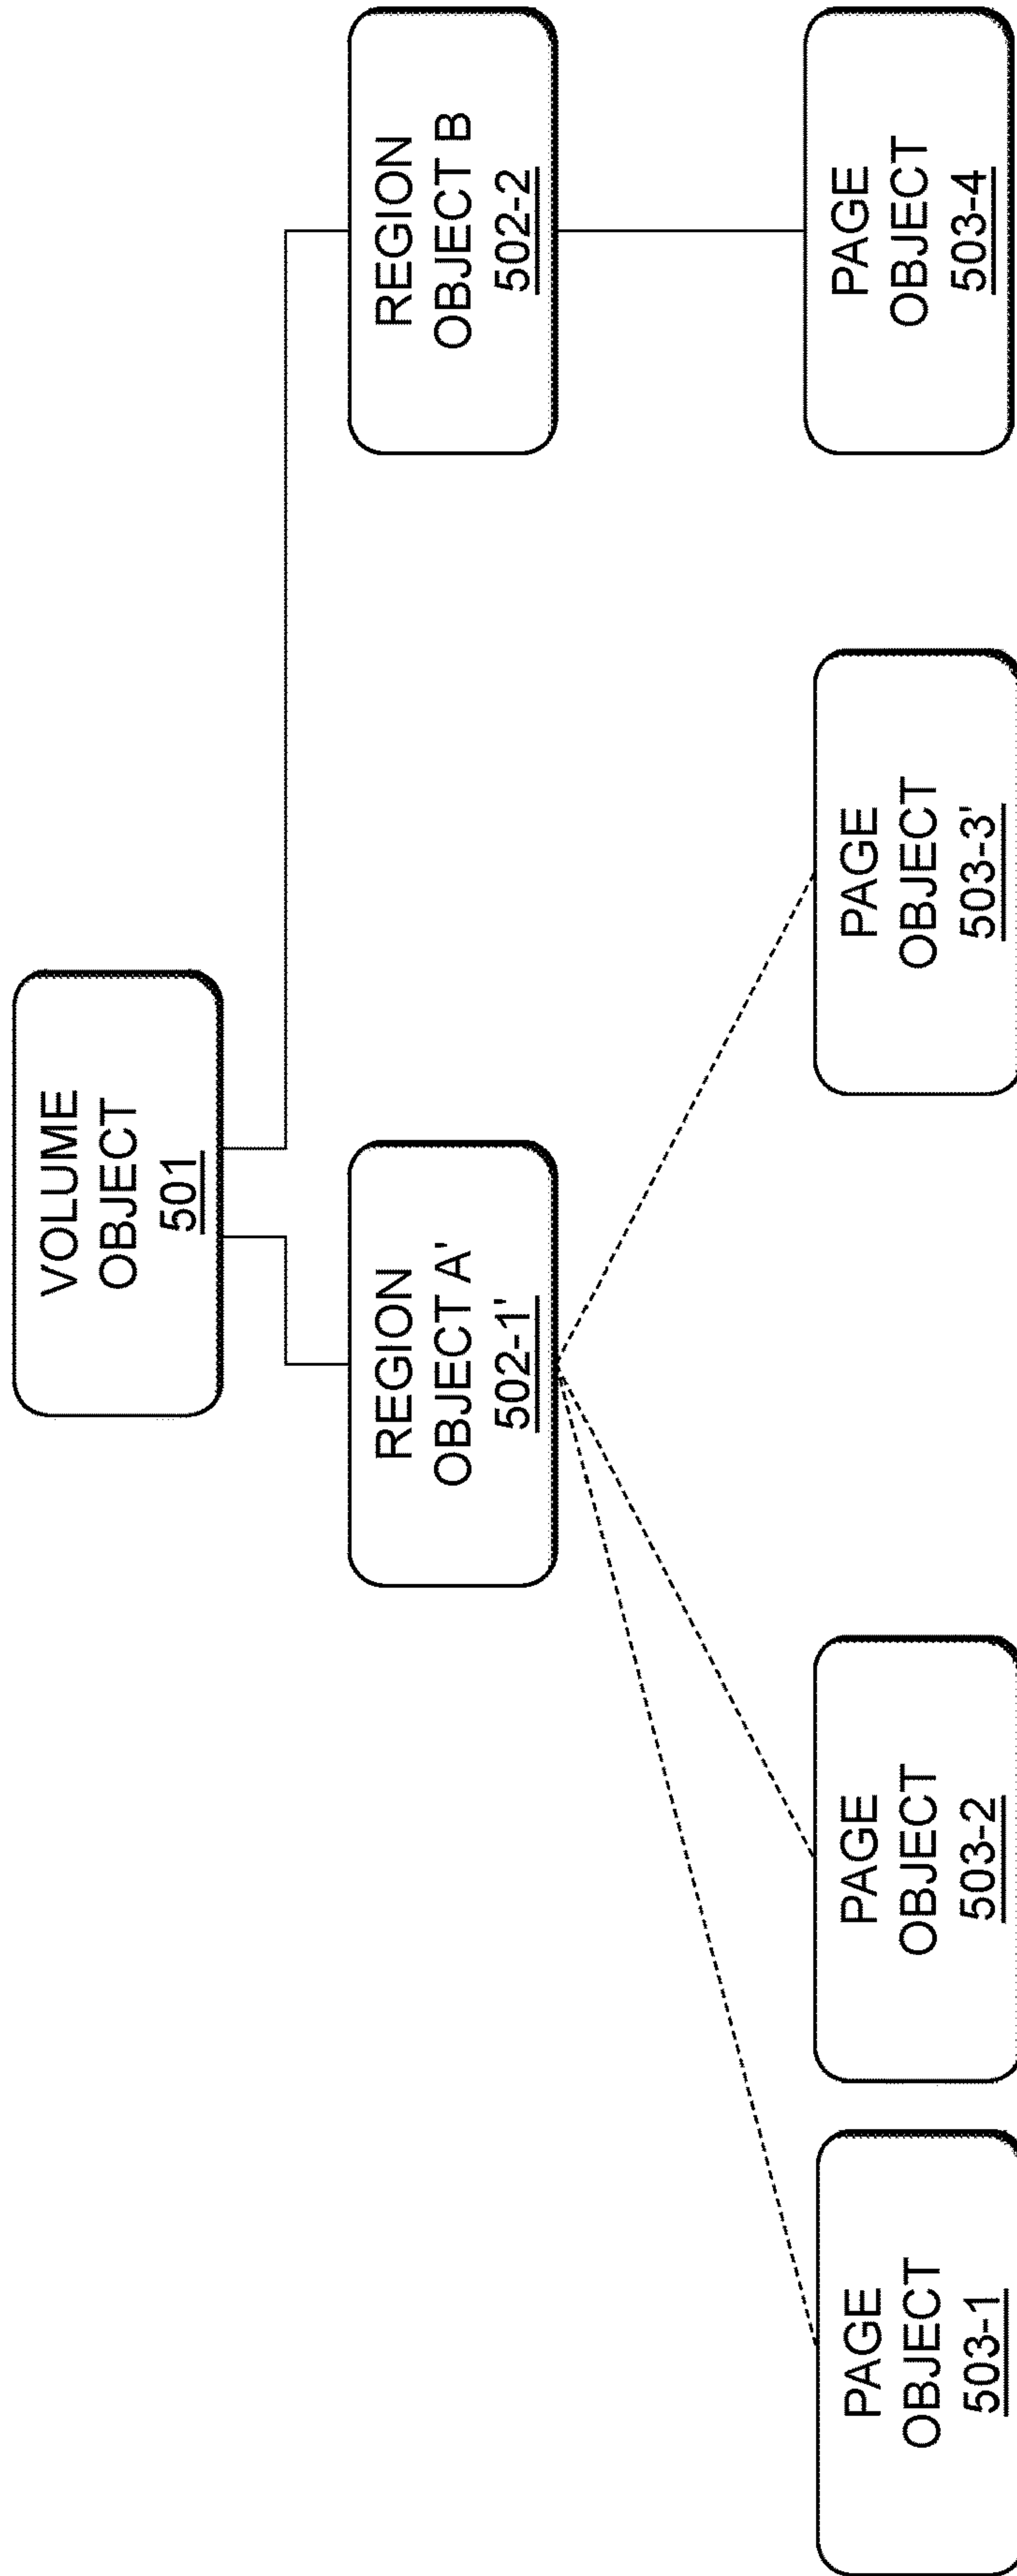 VOLUME
OBJECT
501
REGION
OBJECT A'
502-1'
REGION
OBJECT B
502-2
PAGE
OBJECT
503-1
PAGE
OBJECT
503-2
PAGE
OBJECT
503-3'
PAGE
OBJECT
503-4